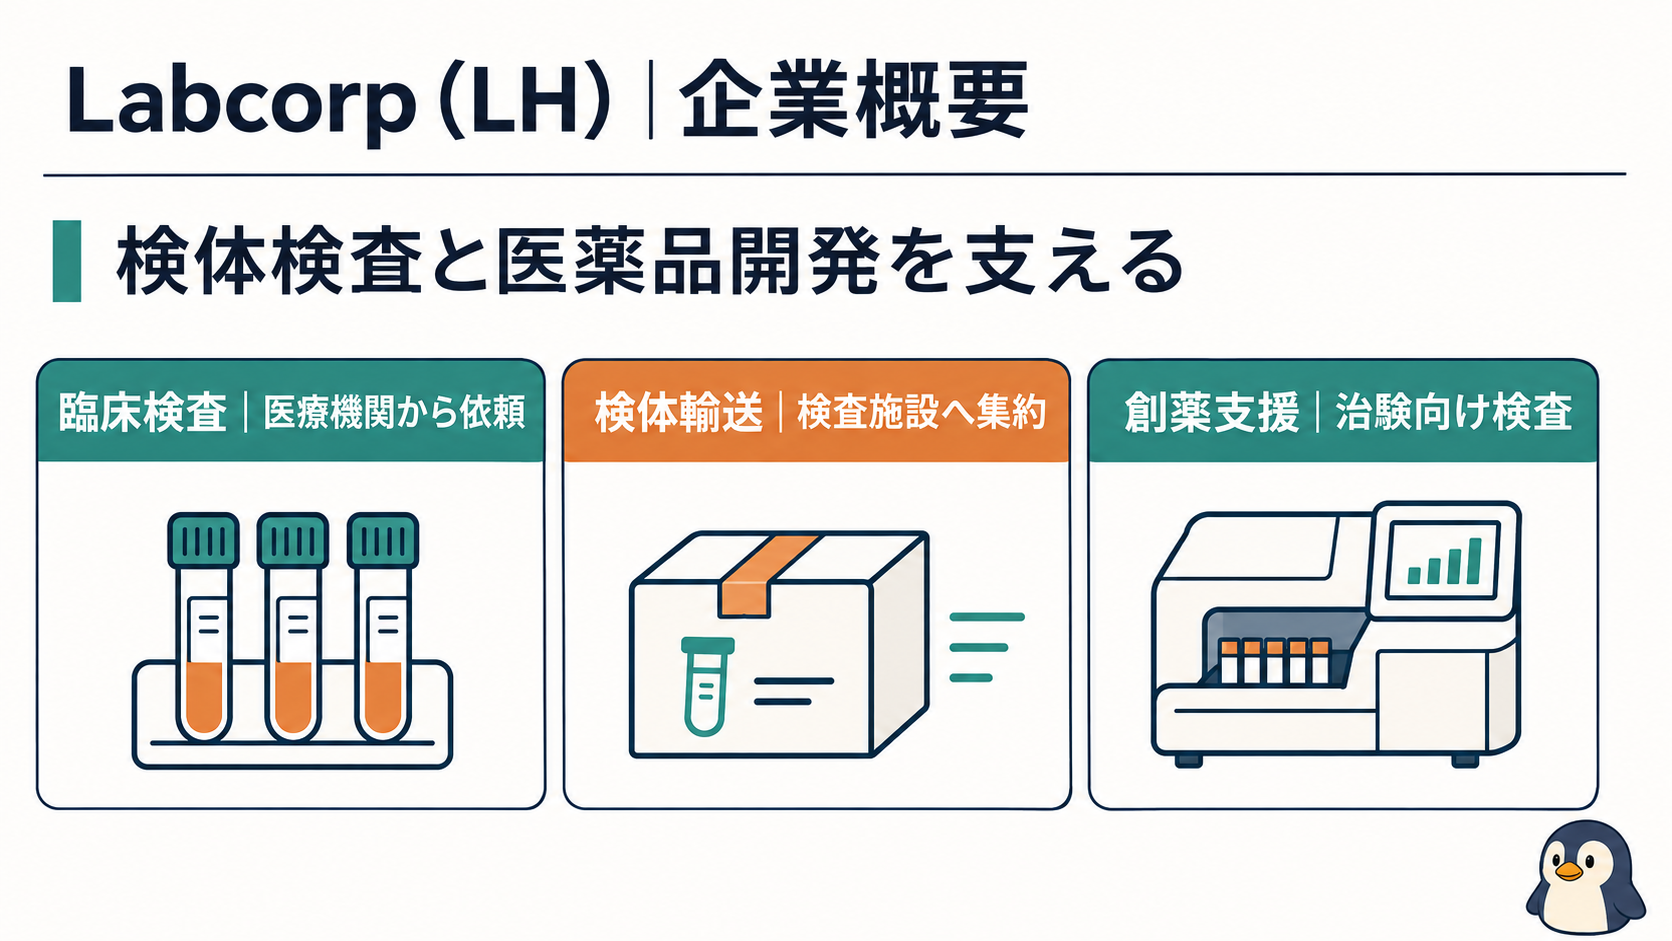 Labcorp（LH）｜企業概要
検体検査と医薬品開発を支える
臨床検査｜医療機関から依頼
検体輸送｜検査施設へ集約
創薬支援｜治験向け検査